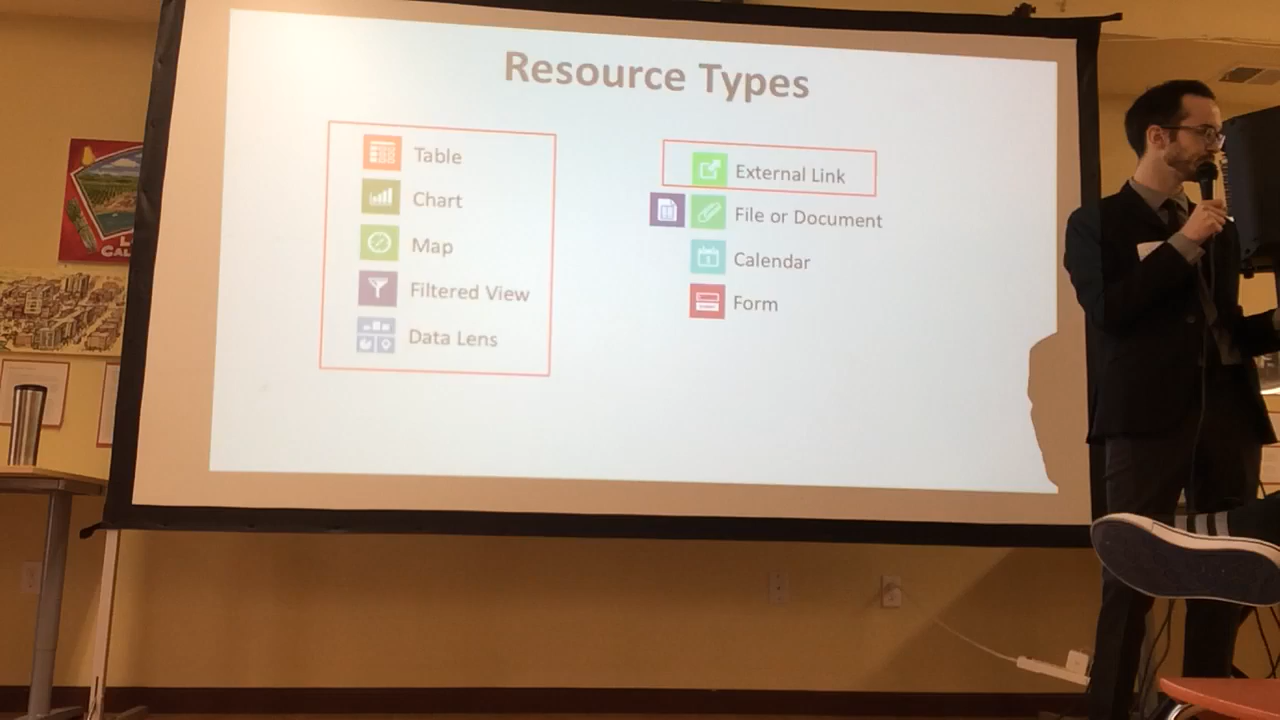 Resource Types
Table
Chart
Map
Filtered View
Data Lens
External Link
File or Document
Calendar
Form